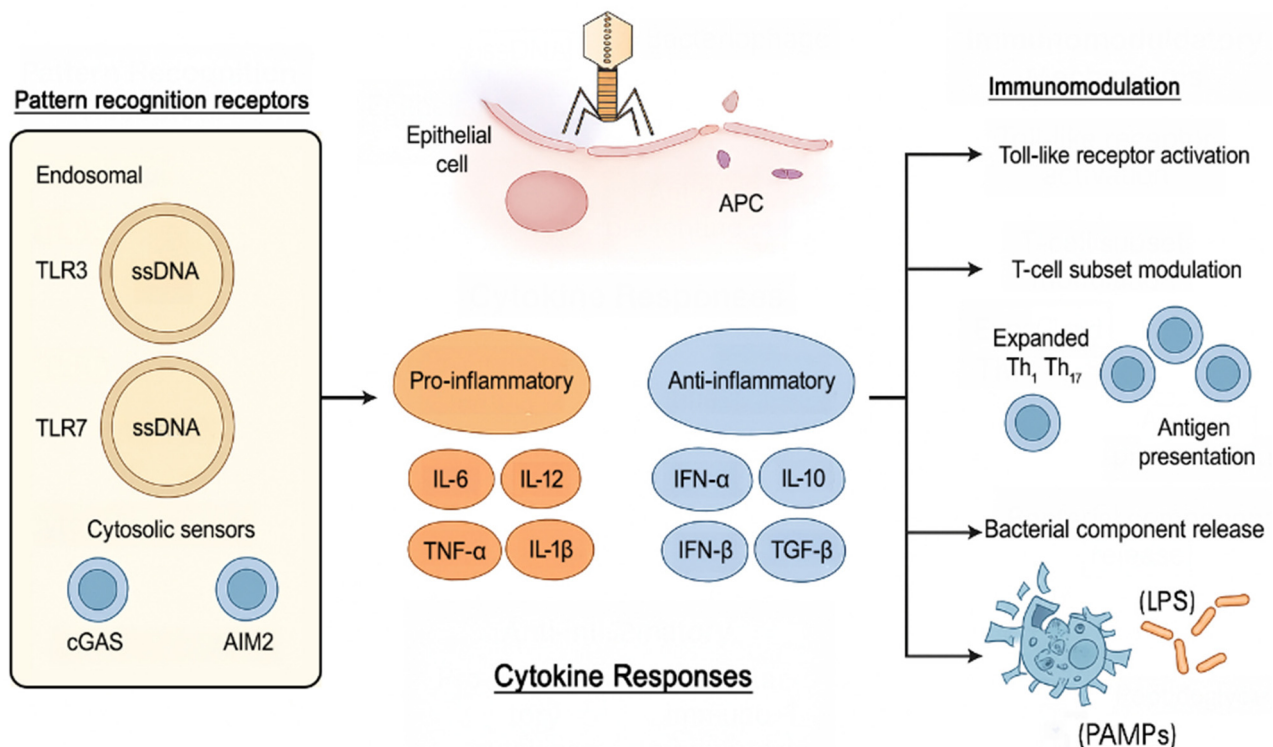 Pattern recognition receptors
Endosomal
TLR3
ssDNA
TLR7
ssDNA
Cytosolic sensors
cGAS
AIM2
Epithelial
cell
APC
Pro-inflammatory
IL-6
IL-12
TNF-α
IL-1β
Anti-inflammatory
IFN-α
IL-10
IFN-β
TGF-β
Cytokine Responses
Immunomodulation
Toll-like receptor activation
T-cell subset modulation
Expanded
Th₁ Th₁₇
Antigen
presentation
Bacterial component release
(LPS)
(PAMPs)